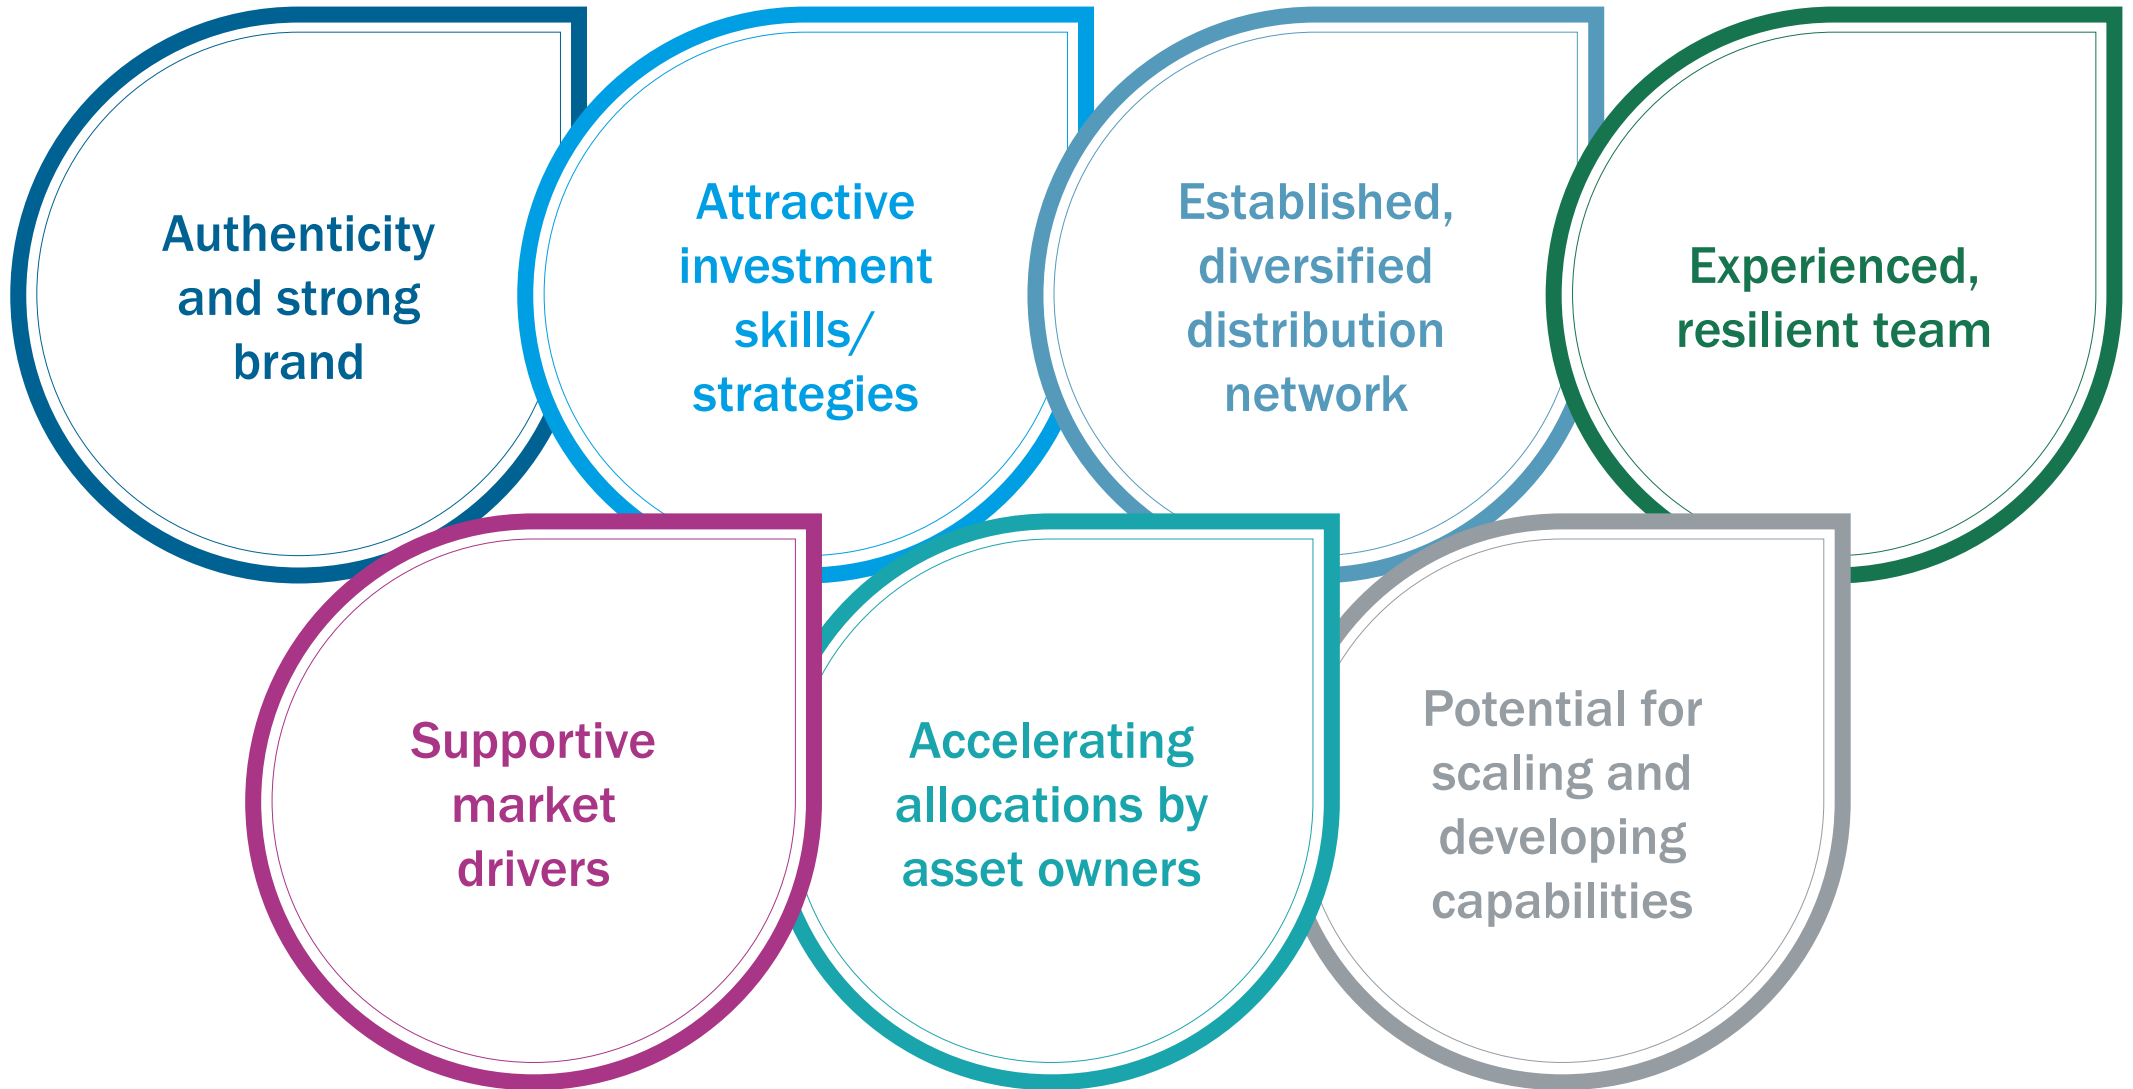 Authenticity
and strong
brand
Attractive
investment
skills/
strategies
Established,
diversified
distribution
network
Experienced,
resilient team
Supportive
market
drivers
Accelerating
allocations by
asset owners
Potential for
scaling and
developing
capabilities